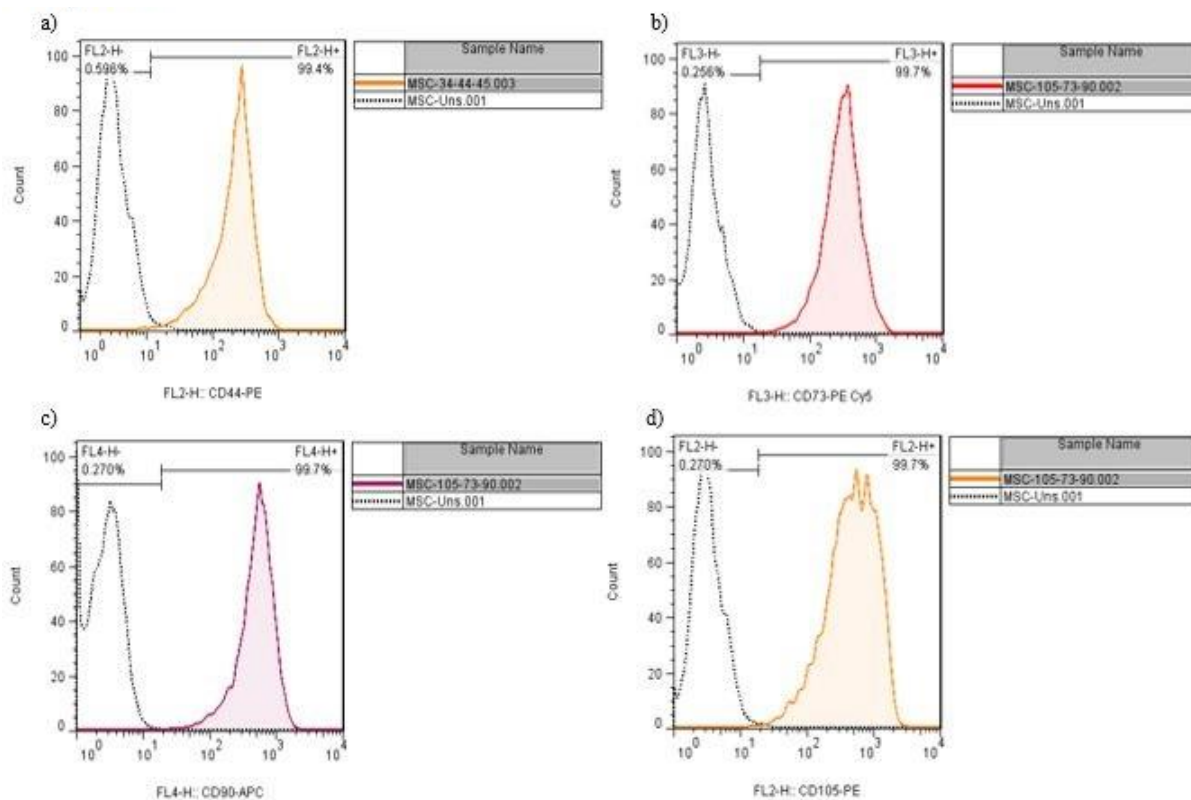 a)
FL2-H-
0.596%
FL2-H+
99.4%
Sample Name
MSC-34-44-45.003
MSC-Uns.001
100
80
60
40
20
0
Count
10^0 10^1 10^2 10^3 10^4
FL2-H:: CD44-PE
b)
FL3-H-
0.256%
FL3-H+
99.7%
Sample Name
MSC-105-73-90.002
MSC-Uns.001
100
80
60
40
20
0
Count
10^0 10^1 10^2 10^3 10^4
FL3-H:: CD73-PE Cy5
c)
FL4-H-
0.270%
FL4-H+
99.7%
Sample Name
MSC-105-73-90.002
MSC-Uns.001
100
80
60
40
20
0
Count
10^0 10^1 10^2 10^3 10^4
FL4-H:: CD90-APC
d)
FL2-H-
0.270%
FL2-H+
99.7%
Sample Name
MSC-105-73-90.002
MSC-Uns.001
100
80
60
40
20
0
Count
10^0 10^1 10^2 10^3 10^4
FL2-H:: CD105-PE